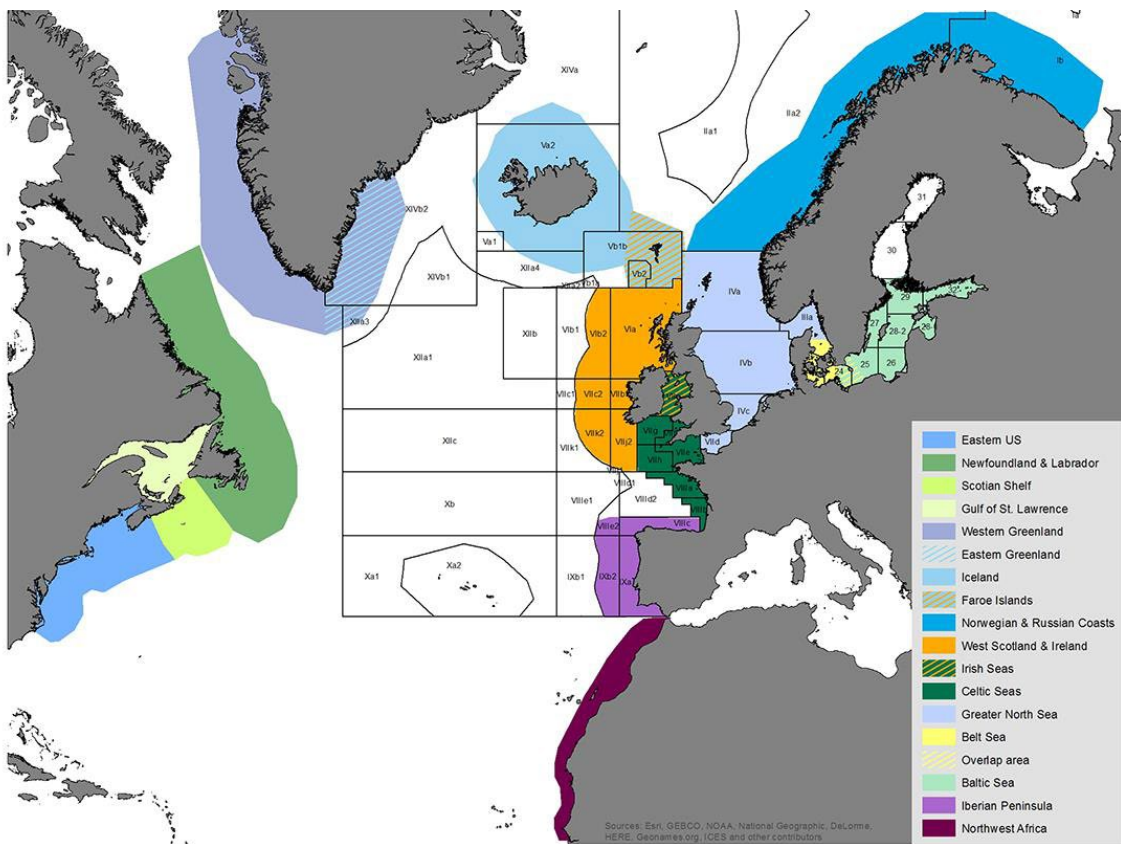 Ib
XIVa
IIa2
IIa1
Va2
31
XIVb2
30
Va1
Vb1b
XIIa4
Vb2
XIVb1
IVa
29
32
XIIa3
IIIa
27
28-2
XIIb
VIb1
VIb2
VIa
XIIa1
IVb
24
25
26
VIIc1
VIIc2
IVc
XIIc
VIIk2
VIIj2
VIIg
VIId
VIIk1
VIIe
VIIh
VIIId1
VIIIa
Xb
VIIIe1
VIIId2
VIIIb
VIIIe2
VIIIc
Xa1
Xa2
IXb1
IXb2
IXa
Eastern US
Newfoundland & Labrador
Scotian Shelf
Gulf of St. Lawrence
Western Greenland
Eastern Greenland
Iceland
Faroe Islands
Norwegian & Russian Coasts
West Scotland & Ireland
Irish Seas
Celtic Seas
Greater North Sea
Belt Sea
Overlap area
Baltic Sea
Iberian Peninsula
Northwest Africa
Sources: Esri, GEBCO, NOAA, National Geographic, DeLorme,
HERE, Geonames.org, ICES and other contributors